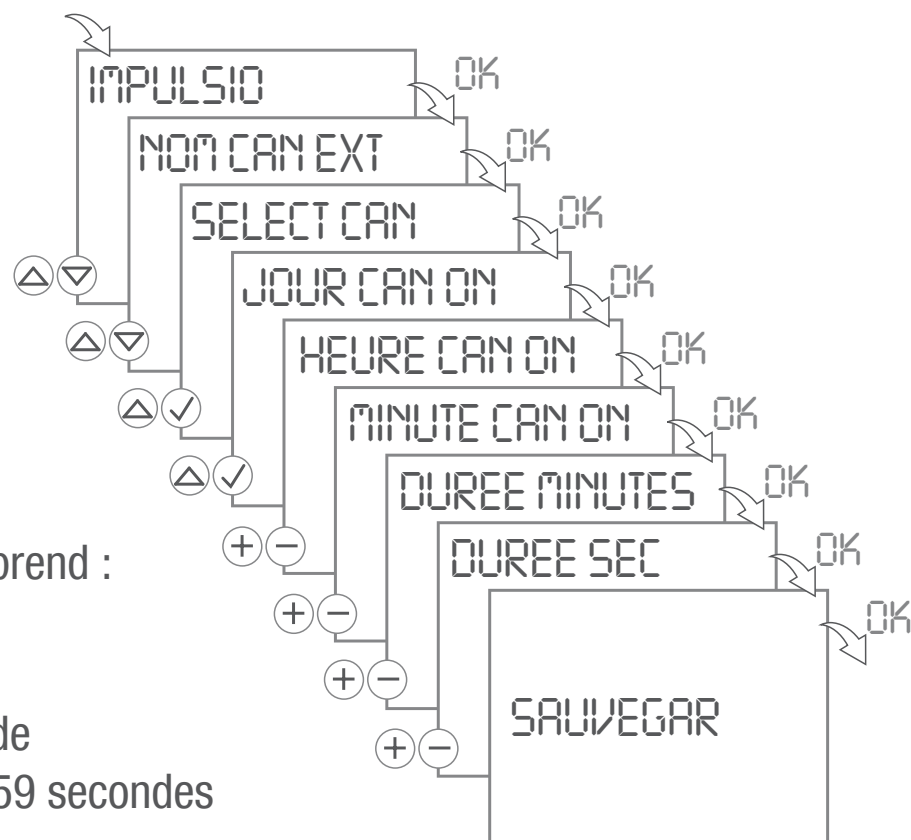 IMPULSIO
OK
NOM CAN EXT
OK
SELECT CAN
OK
JOUR CAN ON
OK
HEURE CAN ON
OK
MINUTE CAN ON
OK
DUREE MINUTES
OK
DUREE SEC
OK
SAUVEGAR
OK
prend :
de
59 secondes